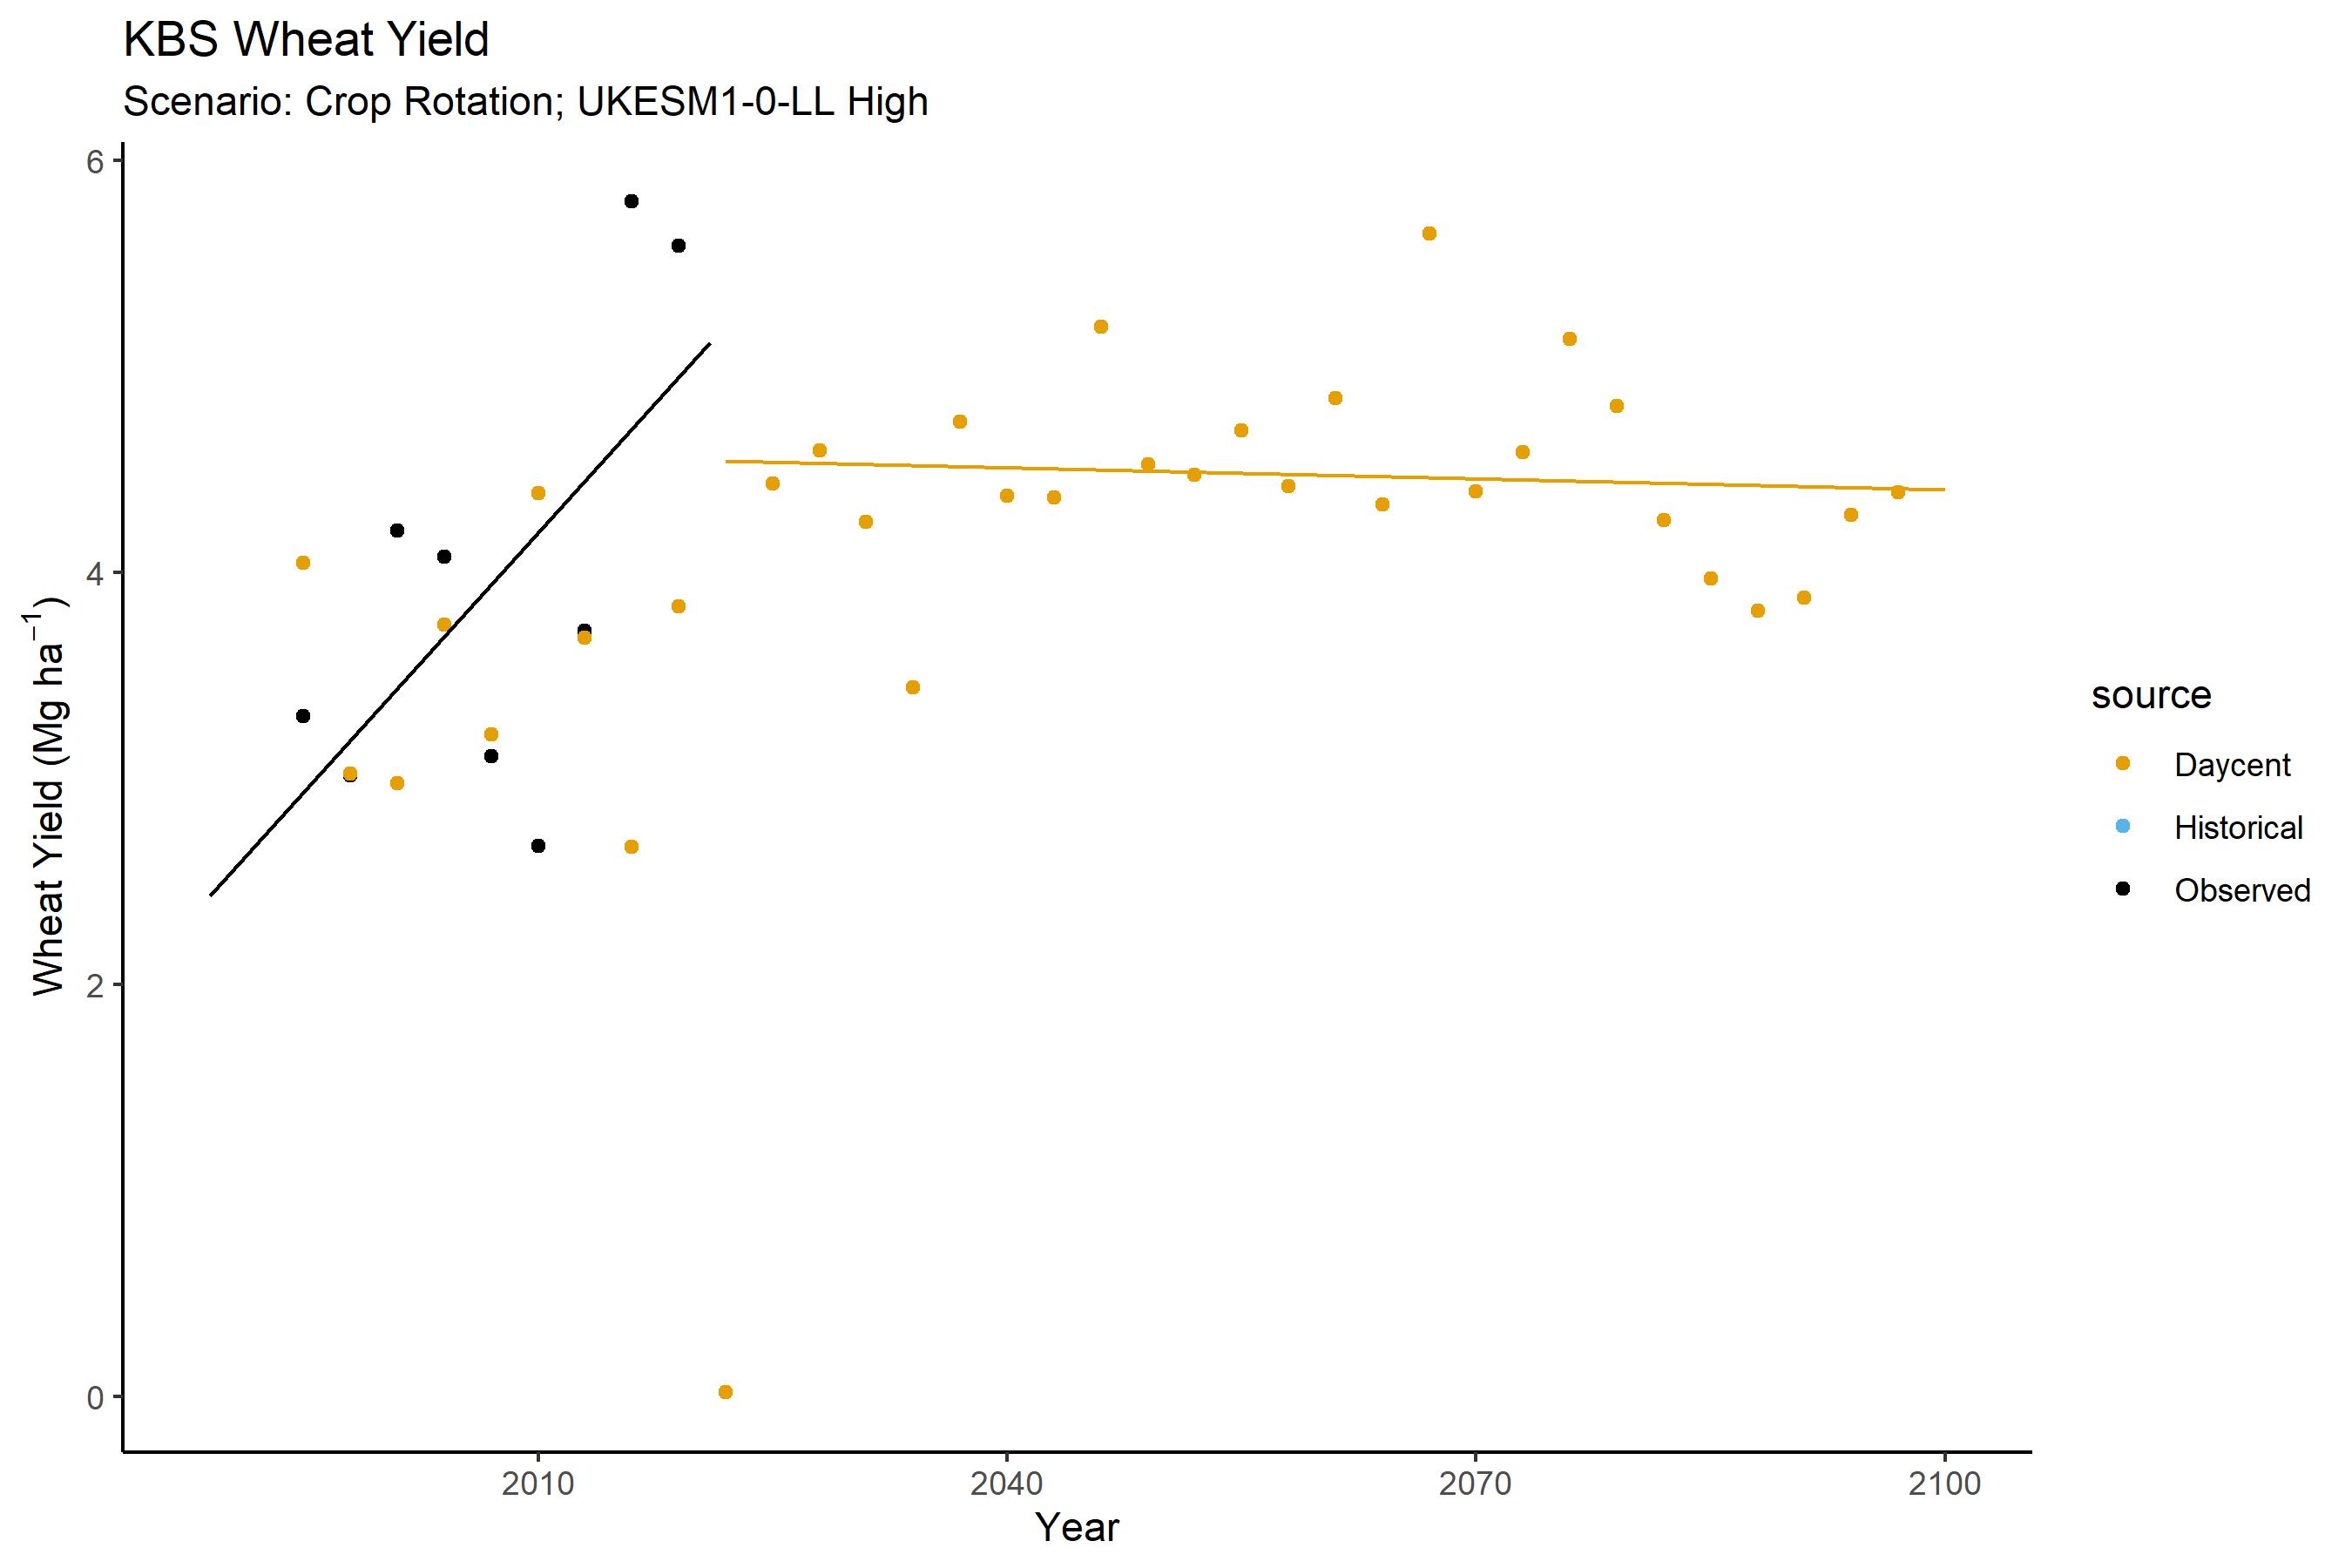 KBS Wheat Yield
Scenario: Crop Rotation; UKESM1-0-LL High
6
4
2
0
Wheat Yield (Mg ha⁻¹)
2010 2040 2070 2100
Year
source
Daycent
Historical
Observed